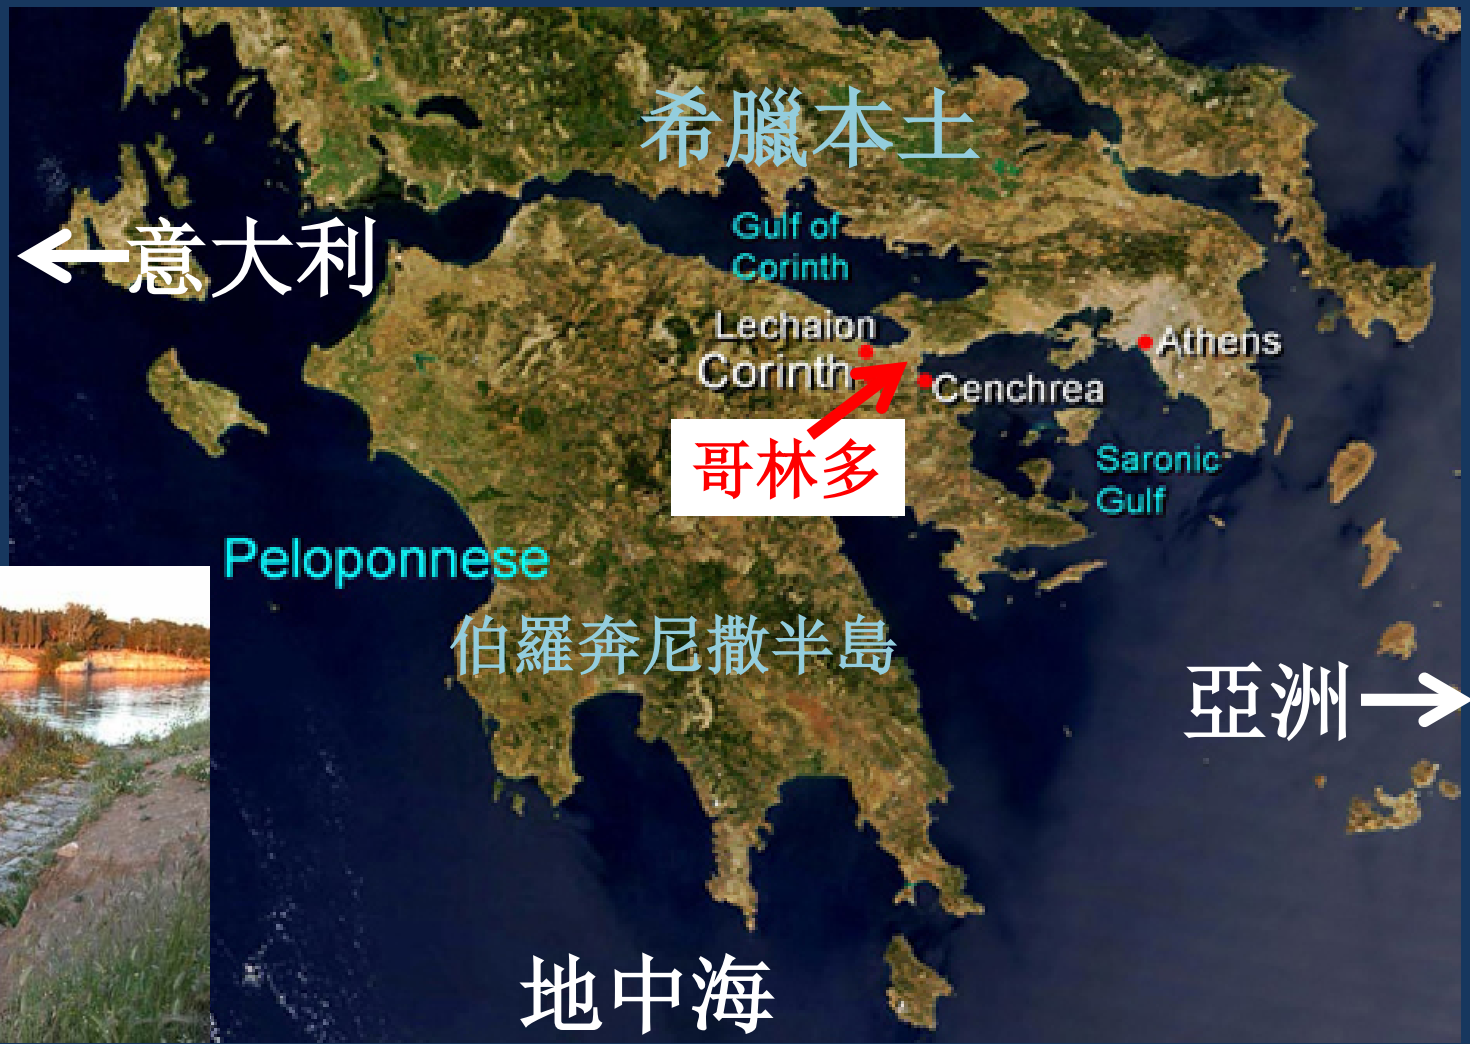 希臘本土
意大利
Gulf of
Corinth
Lechaion
Corinth
Athens
Cenchrea
哥林多
Saronic
Gulf
Peloponnese
伯羅奔尼撒半島
亞洲
地中海